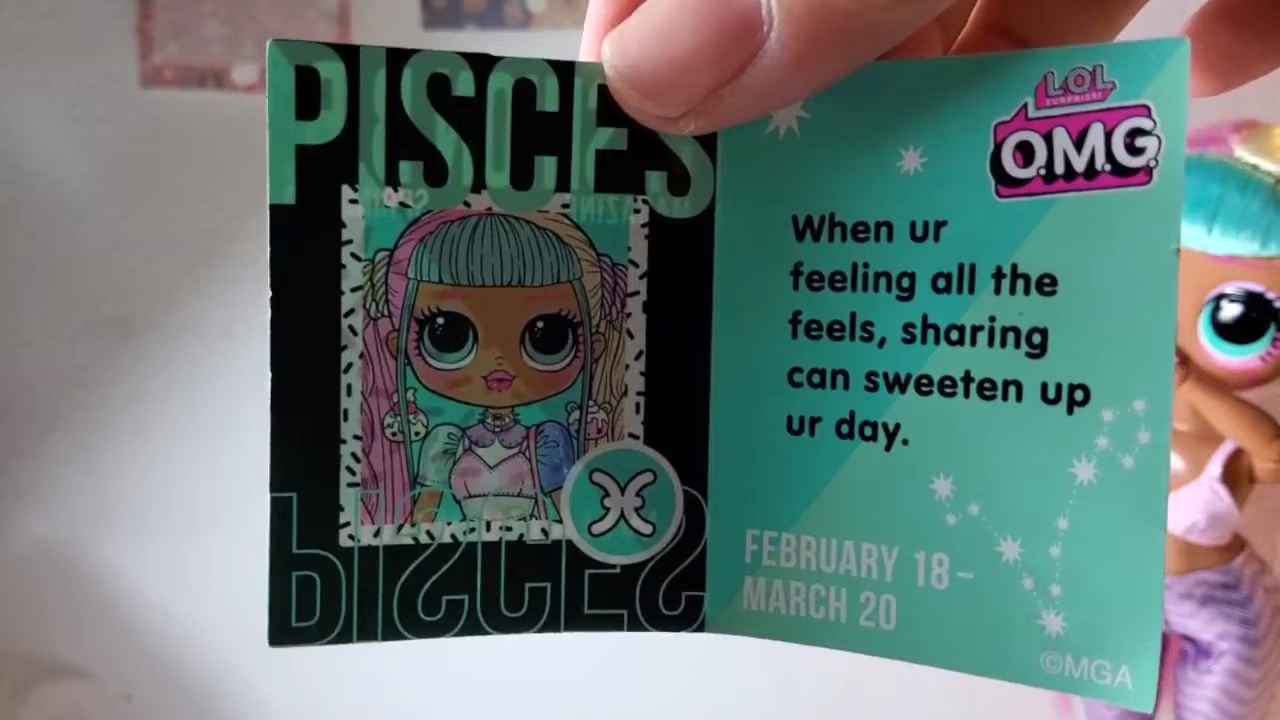 PISCES
PISCES
L.O.L.
SURPRISE!
O.M.G.
When ur
feeling all the
feels, sharing
can sweeten up
ur day.
FEBRUARY 18-
MARCH 20
©MGA